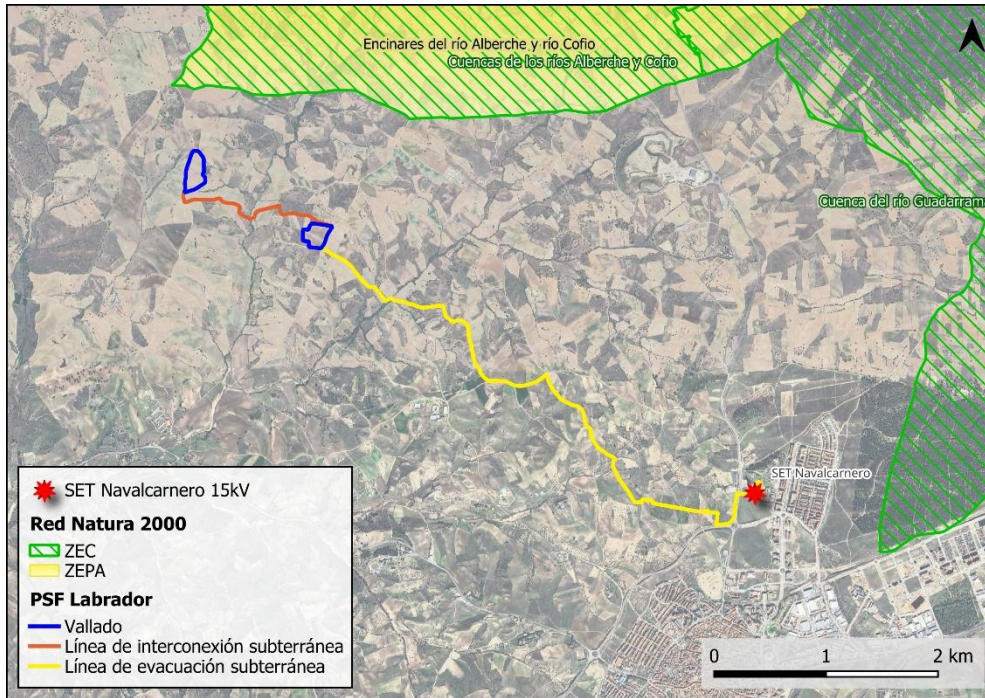 Encinares del río Alberche y río Cofio
Cuencas de los ríos Alberche y Cofio
Cuenca del río Guadarrama
SET Navalcarnero
SET Navalcarnero 15kV
Red Natura 2000
ZEC
ZEPA
PSF Labrador
Vallado
Línea de interconexión subterránea
Línea de evacuación subterránea
0 1 2 km